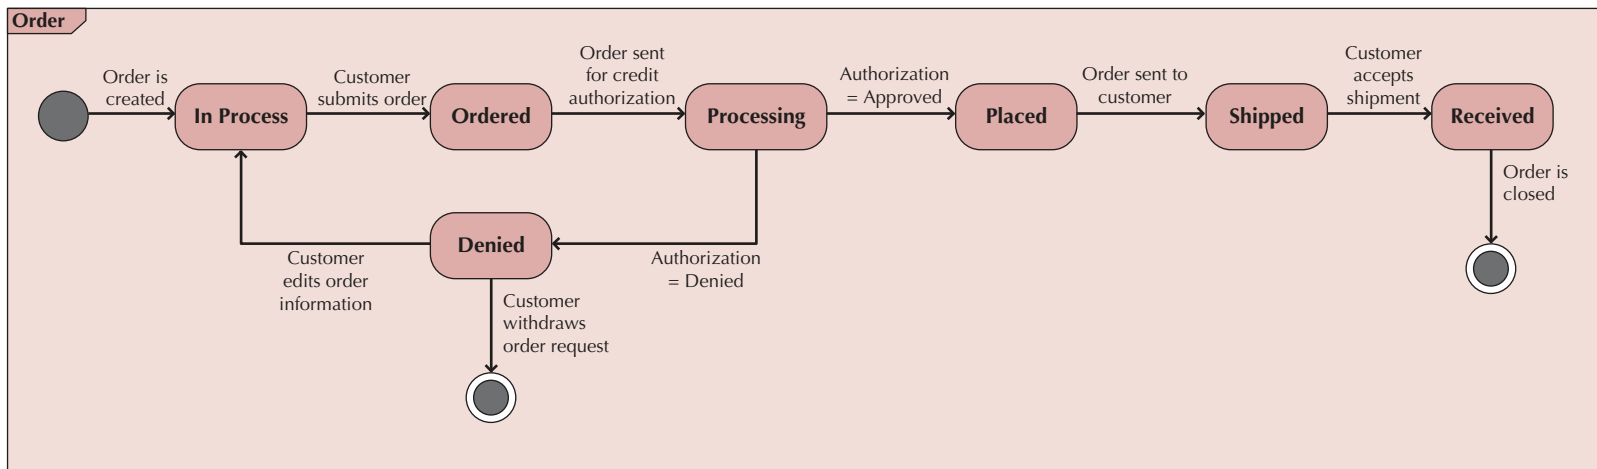 Order
Order is
created
In Process
Customer
submits order
Ordered
Order sent
for credit
authorization
Processing
Authorization
= Approved
Placed
Order sent to
customer
Shipped
Customer
accepts
shipment
Received
Order is
closed
Denied
Customer
edits order
information
Authorization
= Denied
Customer
withdraws
order request